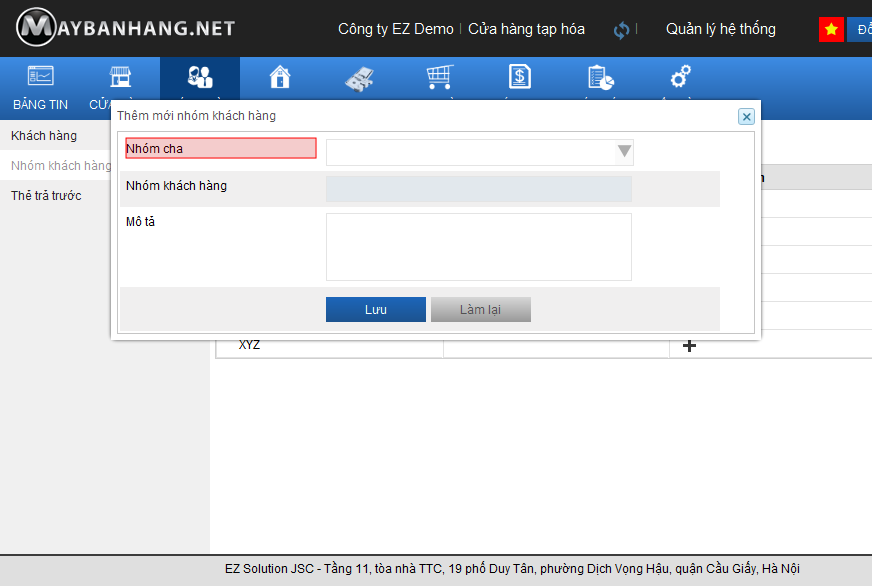 MAYBANHANG.NET
Công ty EZ Demo | Cửa hàng tạp hóa
Quản lý hệ thống
BẢNG TIN
Thêm mới nhóm khách hàng
Khách hàng
Nhóm khách hàng
Thẻ trả trước
Nhóm cha
Nhóm khách hàng
Mô tả
Lưu
Làm lại
XYZ
EZ Solution JSC - Tầng 11, tòa nhà TTC, 19 phố Duy Tân, phường Dịch Vọng Hậu, quận Cầu Giấy, Hà Nội